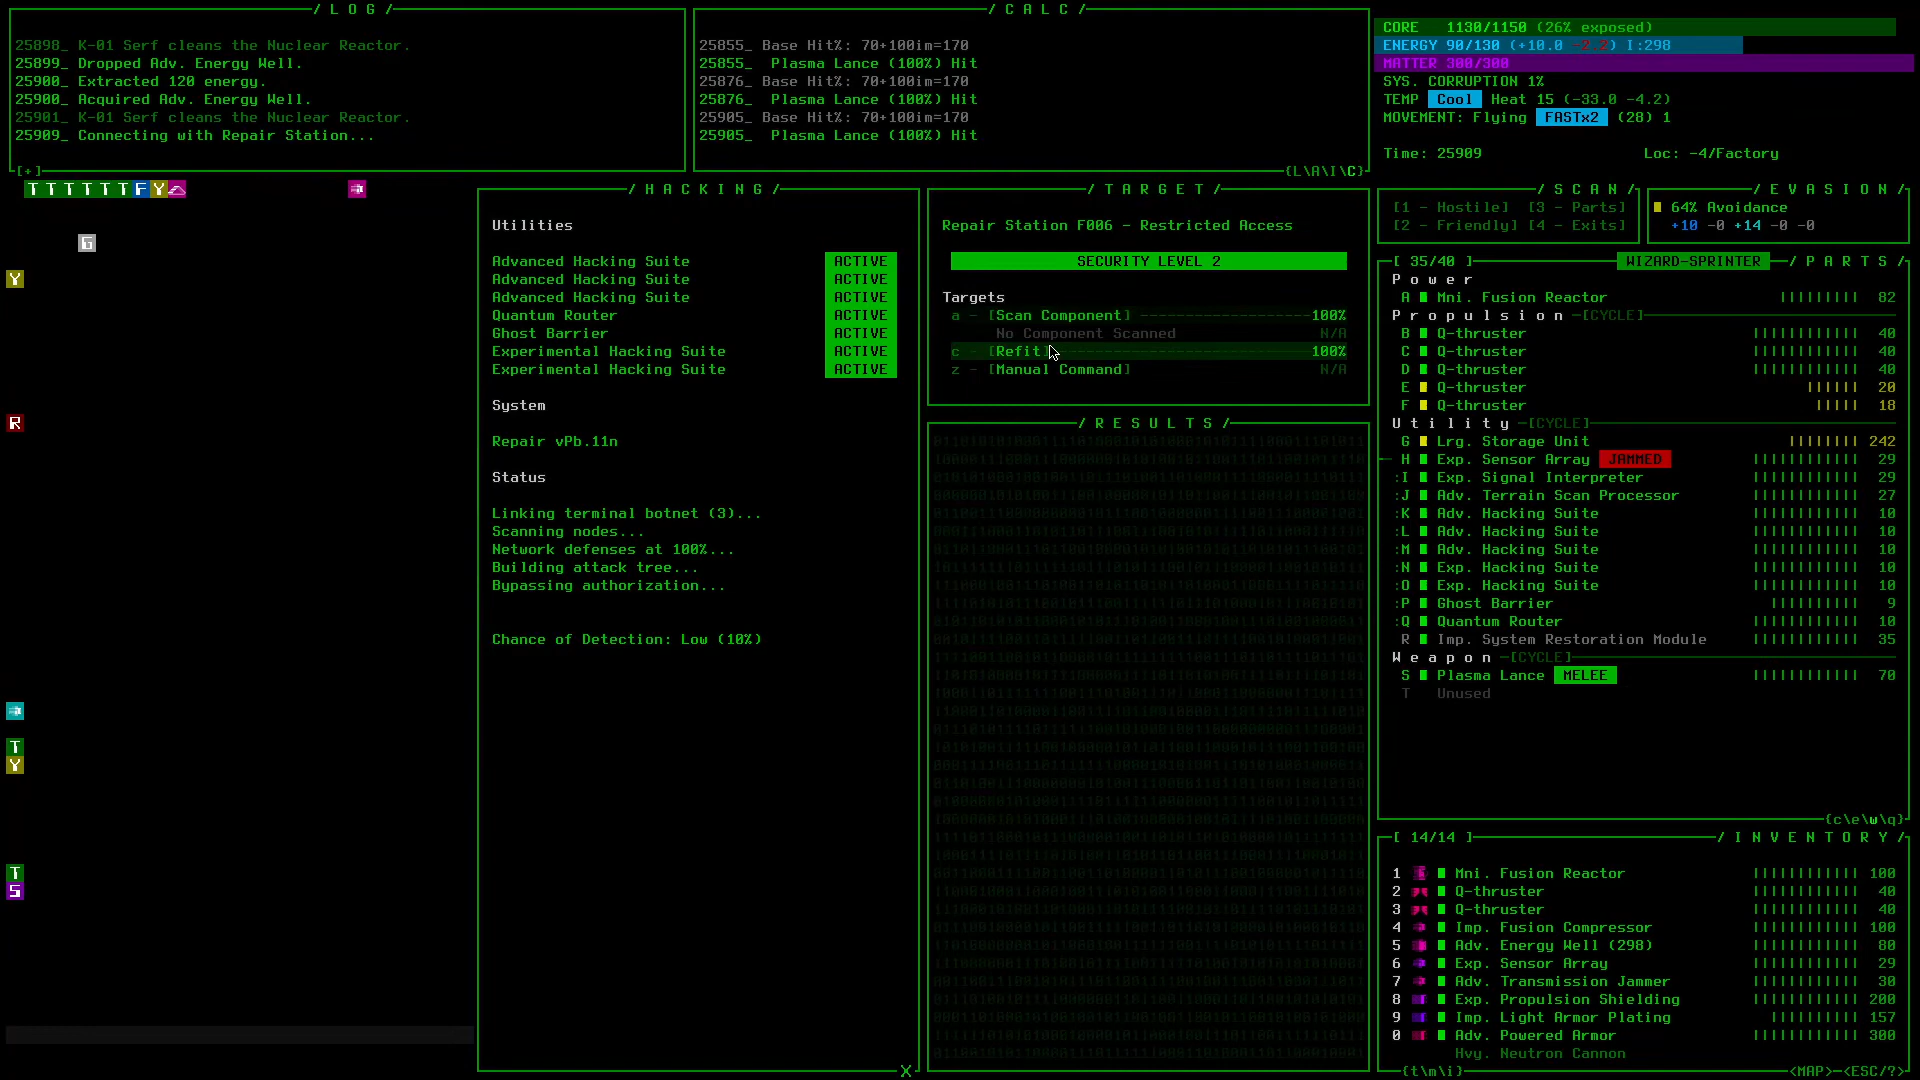 / L O G /
25898_ K-01 Serf cleans the Nuclear Reactor.
25899_ Dropped Adv. Energy Well.
25900_ Extracted 120 energy.
25900_ Acquired Adv. Energy Well.
25901_ K-01 Serf cleans the Nuclear Reactor.
25909_ Connecting with Repair Station...
[+]
/ C A L C /
25855_ Base Hit%: 70+100im=170
25855_  Plasma Lance (100%) Hit
25876_ Base Hit%: 70+100im=170
25876_  Plasma Lance (100%) Hit
25905_ Base Hit%: 70+100im=170
25905_  Plasma Lance (100%) Hit
{L\A\I\C}
CORE 1130/1150 (26% exposed)
ENERGY 90/130 (+10.0 -2.2) I:298
MATTER 300/300
SYS. CORRUPTION 1%
TEMP Cool Heat 15 (-33.0 -4.2)
MOVEMENT: Flying FASTx2 (28) 1
Time: 25909 Loc: -4/Factory
/ S C A N /
[1 - Hostile] [3 - Parts]
[2 - Friendly] [4 - Exits]
/ E V A S I O N /
64% Avoidance
+10 -0 +14 -0 -0
T T T T T T F Y
G
Y
R
T
Y
T
S
/ H A C K I N G /
Utilities
Advanced Hacking Suite ACTIVE
Advanced Hacking Suite ACTIVE
Advanced Hacking Suite ACTIVE
Quantum Router ACTIVE
Ghost Barrier ACTIVE
Experimental Hacking Suite ACTIVE
Experimental Hacking Suite ACTIVE
System
Repair vPb.11n
Status
Linking terminal botnet (3)...
Scanning nodes...
Network defenses at 100%...
Building attack tree...
Bypassing authorization...
Chance of Detection: Low (10%)
X
/ T A R G E T /
Repair Station F006 - Restricted Access
SECURITY LEVEL 2
Targets
a - [Scan Component] 100%
No Component Scanned N/A
c - [Refit] 100%
z - [Manual Command] N/A
/ R E S U L T S /
[ 35/40 ] WIZARD-SPRINTER / P A R T S /
P o w e r
A Mni. Fusion Reactor 82
P r o p u l s i o n [CYCLE]
B Q-thruster 40
C Q-thruster 40
D Q-thruster 40
E Q-thruster 20
F Q-thruster 18
U t i l i t y [CYCLE]
G Lrg. Storage Unit 242
H Exp. Sensor Array JAMMED 29
:I Exp. Signal Interpreter 29
:J Adv. Terrain Scan Processor 27
:K Adv. Hacking Suite 10
:L Adv. Hacking Suite 10
:M Adv. Hacking Suite 10
:N Exp. Hacking Suite 10
:O Exp. Hacking Suite 10
:P Ghost Barrier 9
:Q Quantum Router 10
R Imp. System Restoration Module 35
W e a p o n [CYCLE]
S Plasma Lance MELEE 70
T Unused
{c\e\w\q}
[ 14/14 ] / I N V E N T O R Y /
1 Mni. Fusion Reactor 100
2 Q-thruster 40
3 Q-thruster 40
4 Imp. Fusion Compressor 100
5 Adv. Energy Well (298) 80
6 Exp. Sensor Array 29
7 Adv. Transmission Jammer 30
8 Exp. Propulsion Shielding 200
9 Imp. Light Armor Plating 157
0 Adv. Powered Armor 300
Hvy. Neutron Cannon
{t\m\i} <MAP> <ESC/?>